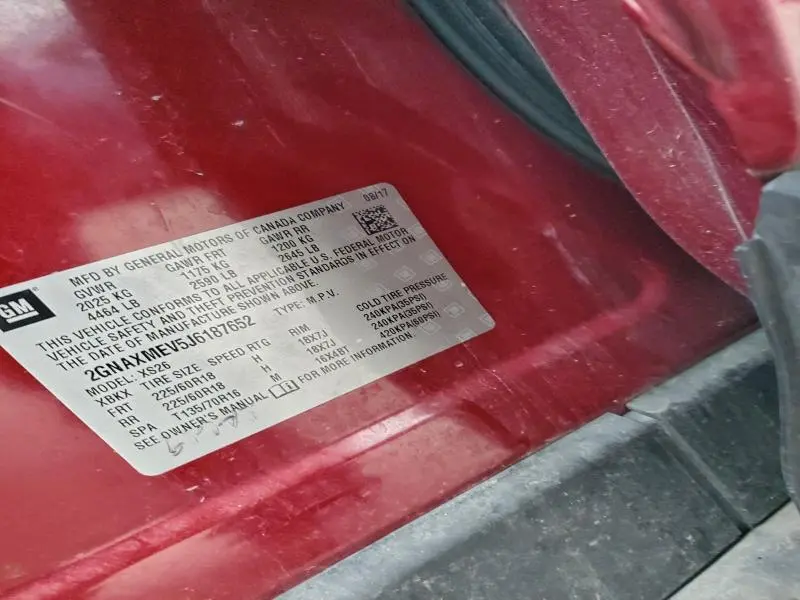 GM
MFD BY GENERAL MOTORS OF CANADA COMPANY 08/17
GVWR GAWR FRT GAWR RR
2025 KG 1175 KG 1200 KG
4464 LB 2590 LB 2645 LB
THIS VEHICLE CONFORMS TO ALL APPLICABLE U.S. FEDERAL MOTOR
VEHICLE SAFETY AND THEFT PREVENTION STANDARDS IN EFFECT ON
THE DATE OF MANUFACTURE SHOWN ABOVE.
2GNAXMEV5J6187652 TYPE: M.P.V.
MODEL: XS26
XBKX TIRE SIZE SPEED RTG RIM COLD TIRE PRESSURE
FRT 225/60R18 H 18X7J 240KPA(35PSI)
RR 225/60R18 H 18X7J 240KPA(35PSI)
SPA T135/70R16 M 16X4BT 420KPA(60PSI)
SEE OWNER'S MANUAL FOR MORE INFORMATION.